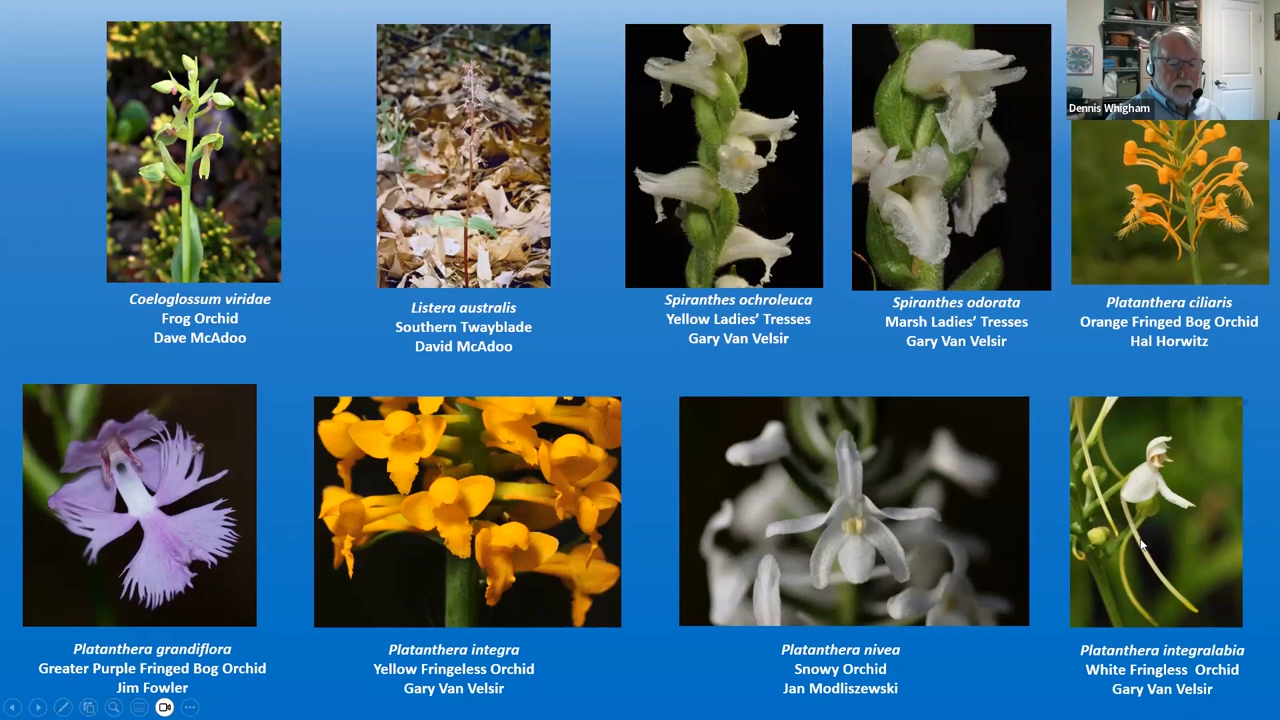 Dennis Whigham
Coeloglossum viridae
Frog Orchid
Dave McAdoo
Listera australis
Southern Twayblade
David McAdoo
Spiranthes ochroleuca
Yellow Ladies’ Tresses
Gary Van Velsir
Spiranthes odorata
Marsh Ladies’ Tresses
Gary Van Velsir
Platanthera ciliaris
Orange Fringed Bog Orchid
Hal Horwitz
Platanthera grandiflora
Greater Purple Fringed Bog Orchid
Jim Fowler
Platanthera integra
Yellow Fringeless Orchid
Gary Van Velsir
Platanthera nivea
Snowy Orchid
Jan Modliszewski
Platanthera integralabia
White Fringless Orchid
Gary Van Velsir